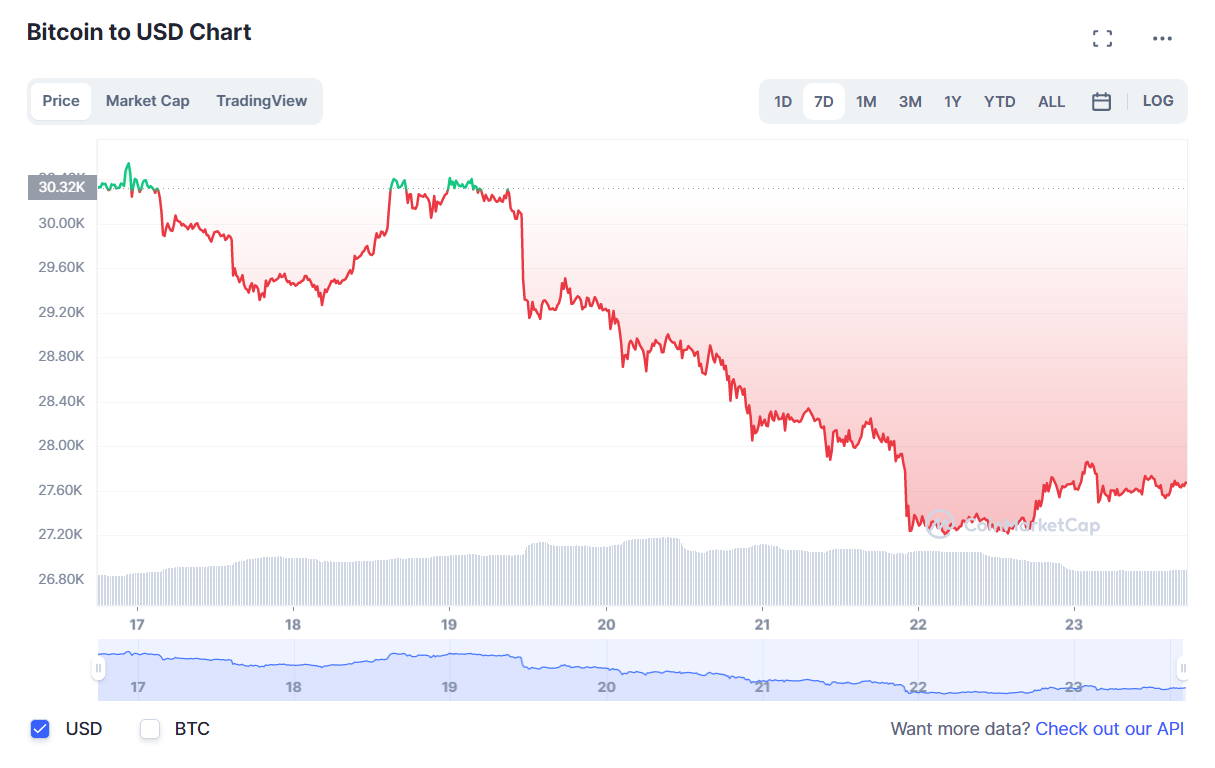 Bitcoin to USD Chart
Price Market Cap TradingView
1D 7D 1M 3M 1Y YTD ALL LOG
30.32K
30.00K
29.60K
29.20K
28.80K
28.40K
28.00K
27.60K
27.20K
26.80K
CoinMarketCap
17 18 19 20 21 22 23
17 18 19 20 21 22 23
USD BTC
Want more data? Check out our API